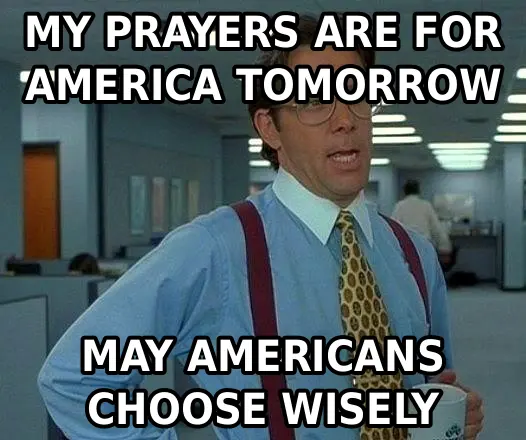 MY PRAYERS ARE FOR
AMERICA TOMORROW
MAY AMERICANS
CHOOSE WISELY